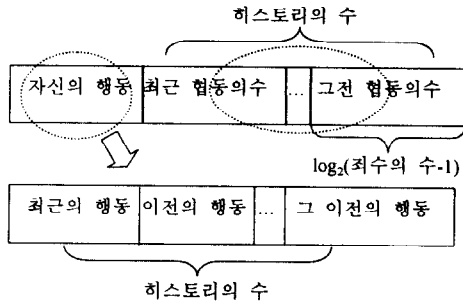 히스토리의 수
자신의 행동 최근 협동의수 ... 그전 협동의수
log₂(죄수의 수-1)
최근의 행동 이전의 행동 ... 그 이전의 행동
히스토리의 수